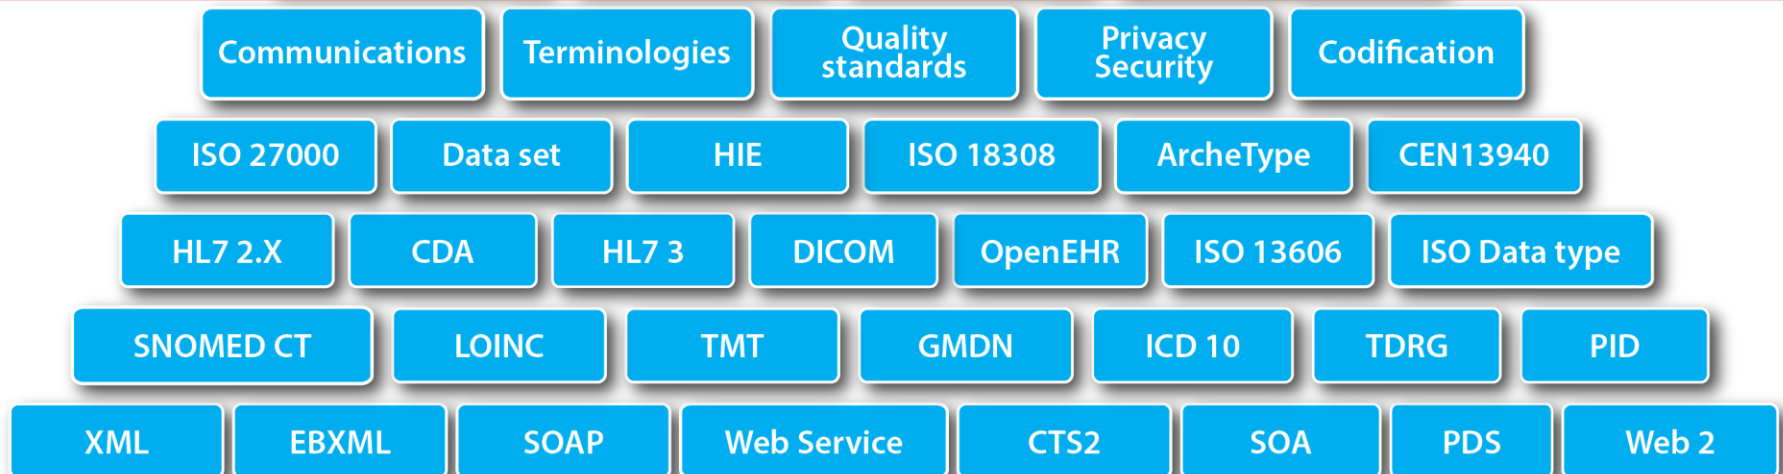 Communications Terminologies Quality standards Privacy Security Codification
ISO 27000 Data set HIE ISO 18308 ArcheType CEN13940
HL7 2.X CDA HL7 3 DICOM OpenEHR ISO 13606 ISO Data type
SNOMED CT LOINC TMT GMDN ICD 10 TDRG PID
XML EBXML SOAP Web Service CTS2 SOA PDS Web 2